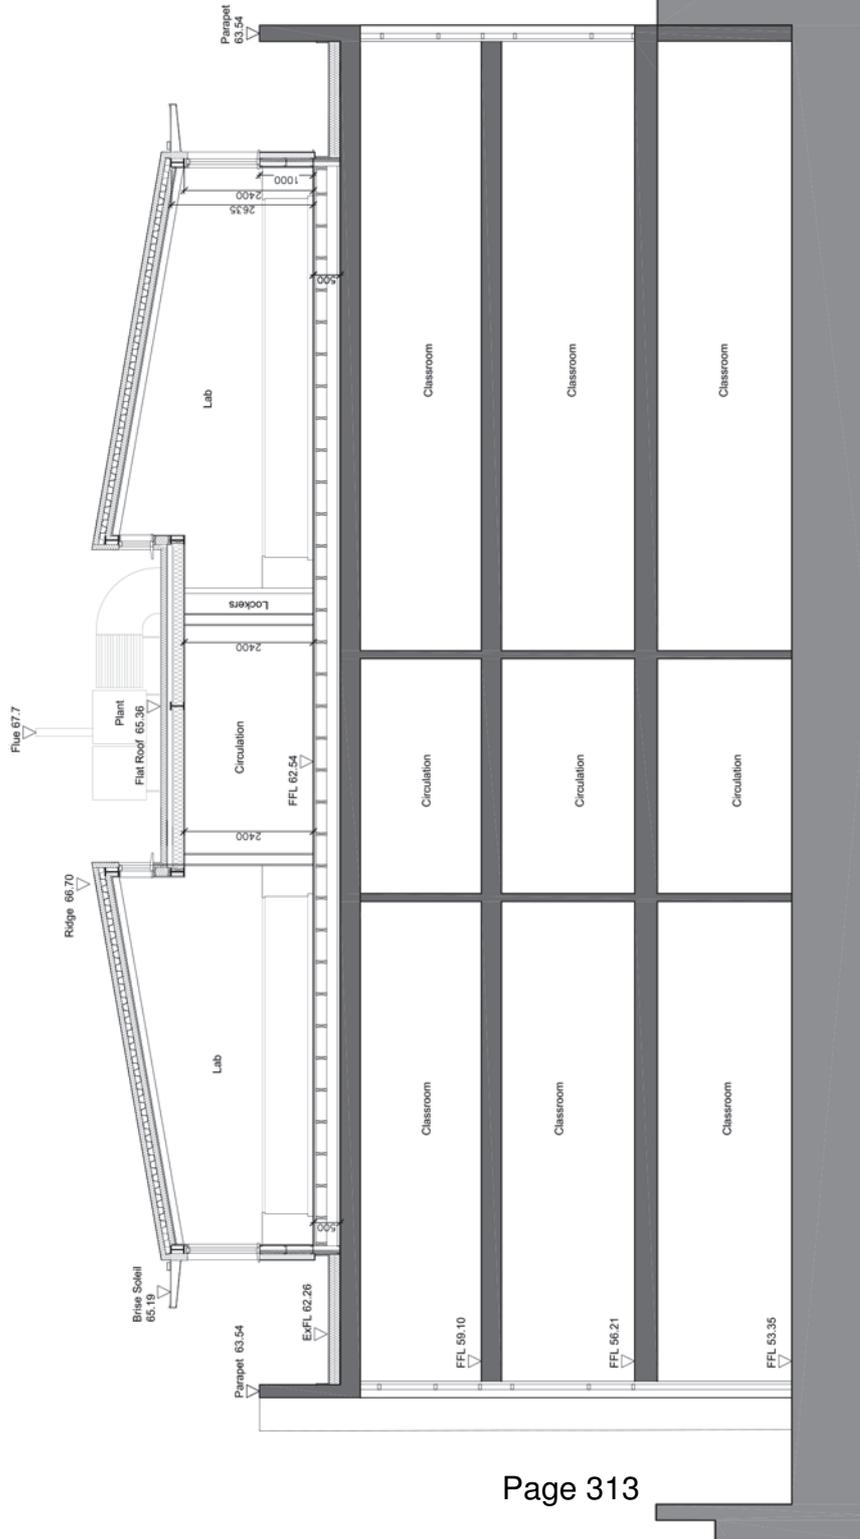 Flue 67.7
Ridge 66.70
Plant
Flat Roof 65.36
Brise Soleil
65.19
Parapet 63.54
Parapet
63.54
Lab
Circulation
Lockers
Lab
2400
2400
2400
2635
1000
ExFL 62.26
FFL 62.54
500
500
Classroom
Circulation
Classroom
FFL 59.10
Classroom
Circulation
Classroom
FFL 56.21
Classroom
Circulation
Classroom
FFL 53.35
Page 313